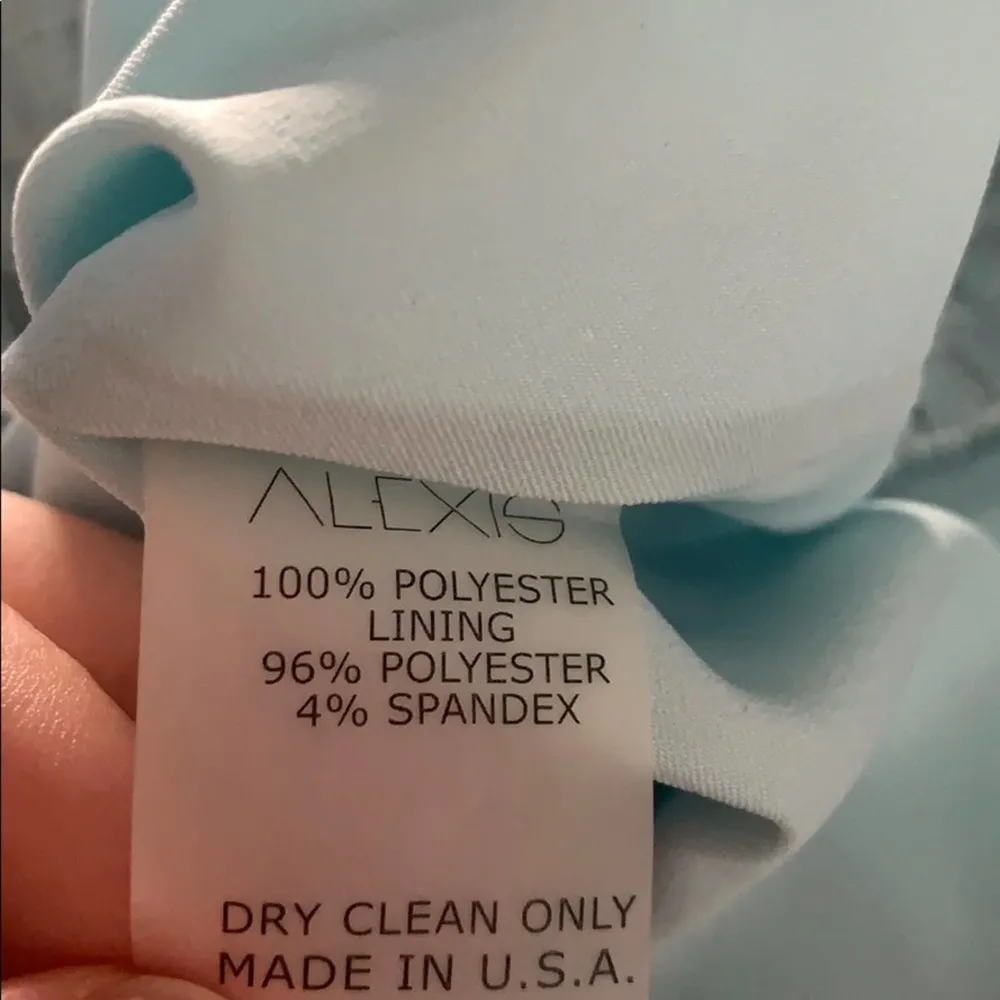 ALEXIS
100% POLYESTER
LINING
96% POLYESTER
4% SPANDEX
DRY CLEAN ONLY
MADE IN U.S.A.